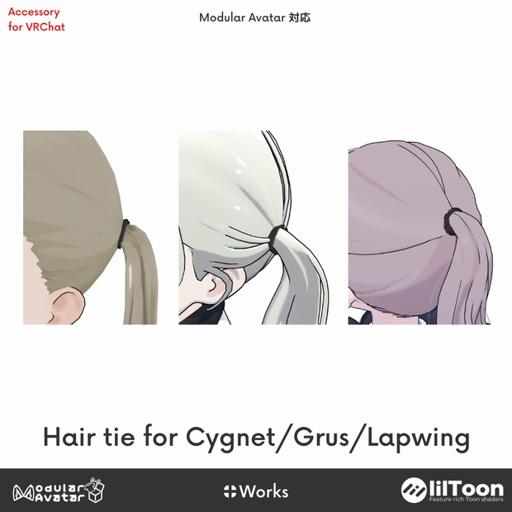 Accessory
for VRChat
Modular Avatar 対応
Hair tie for Cygnet/Grus/Lapwing
Modular
Avatar
Works
lilToon
Feature-rich Toon shaders